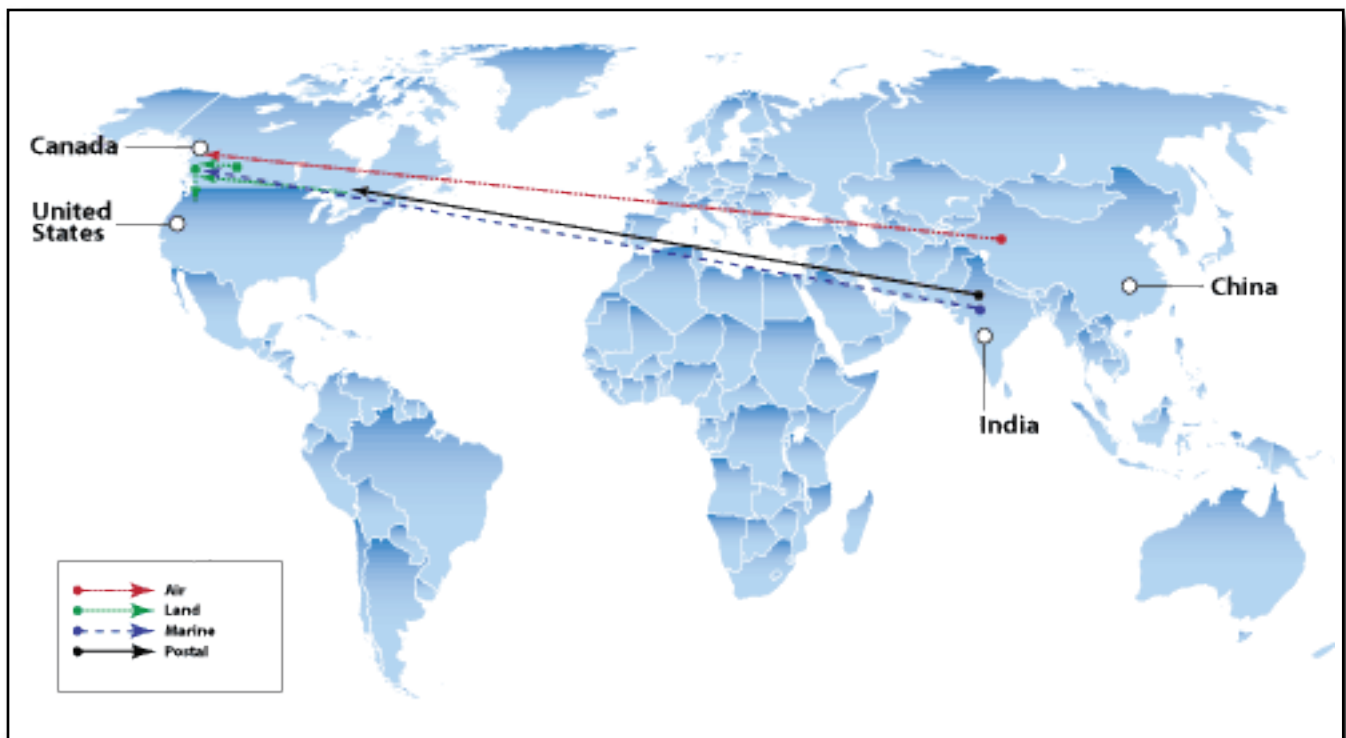 Canada
United
States
China
India
Air
Land
Marine
Postal